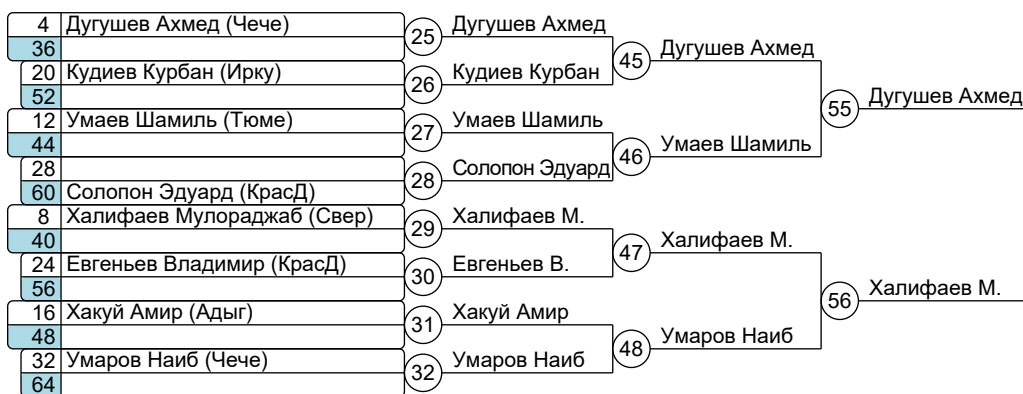 4 Дугушев Ахмед (Чече)
36
25
Дугушев Ахмед
20 Кудиев Курбан (Ирку)
52
26
Кудиев Курбан
45
Дугушев Ахмед
12 Умаев Шамиль (Тюме)
44
27
Умаев Шамиль
28
60 Солопон Эдуард (КрасД)
28
Солопон Эдуард
46
Умаев Шамиль
55
Дугушев Ахмед
8 Халифаев Мулораджаб (Свер)
40
29
Халифаев М.
24 Евгеньев Владимир (КрасД)
56
30
Евгеньев В.
47
Халифаев М.
16 Хакуй Амир (Адыг)
48
31
Хакуй Амир
32 Умаров Наиб (Чече)
64
32
Умаров Наиб
48
Умаров Наиб
56
Халифаев М.